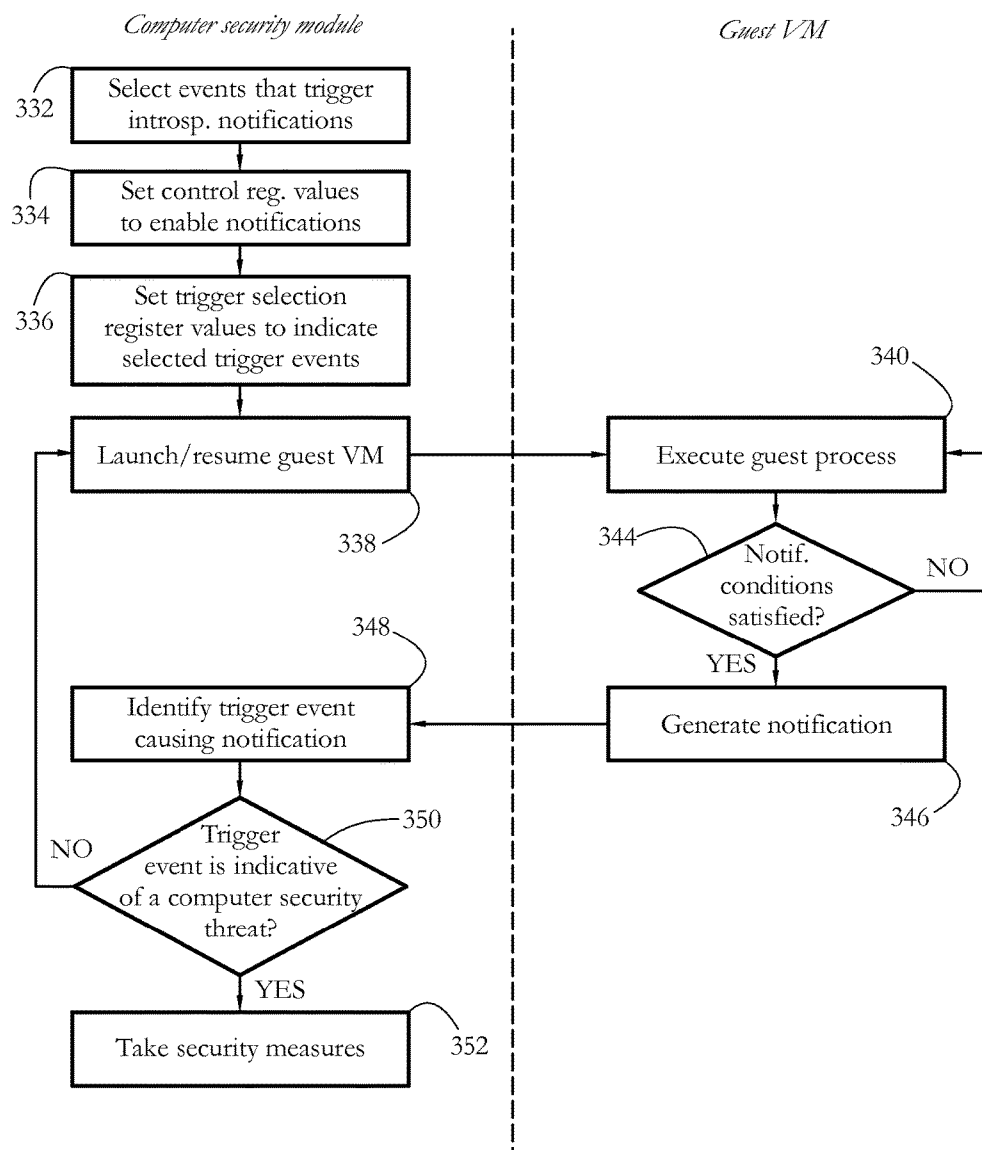 Computer security module
Guest VM
332
Select events that trigger
introsp. notifications
334
Set control reg. values
to enable notifications
336
Set trigger selection
register values to indicate
selected trigger events
340
Launch/resume guest VM
338
Execute guest process
344
Notif.
conditions
satisfied?
NO
YES
348
Identify trigger event
causing notification
Generate notification
346
350
Trigger
event is indicative
of a computer security
threat?
NO
YES
Take security measures
352